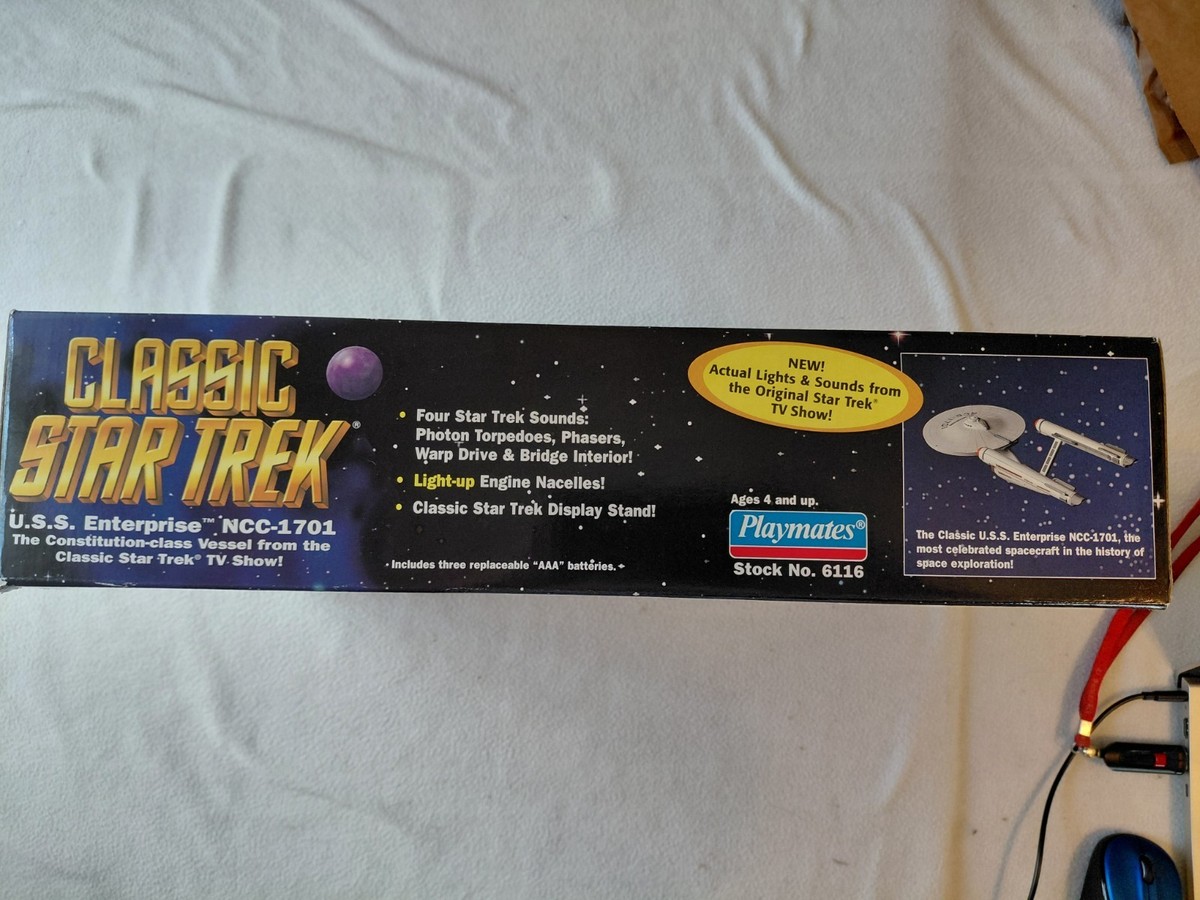 CLASSIC
STAR TREK®
U.S.S. Enterprise™ NCC-1701
The Constitution-class Vessel from the
Classic Star Trek® TV Show!
• Four Star Trek Sounds:
Photon Torpedoes, Phasers,
Warp Drive & Bridge Interior!
• Light-up Engine Nacelles!
• Classic Star Trek Display Stand!
Includes three replaceable “AAA” batteries.
NEW!
Actual Lights & Sounds from
the Original Star Trek®
TV Show!
Ages 4 and up.
Playmates®
Stock No. 6116
The Classic U.S.S. Enterprise NCC-1701, the
most celebrated spacecraft in the history of
space exploration!